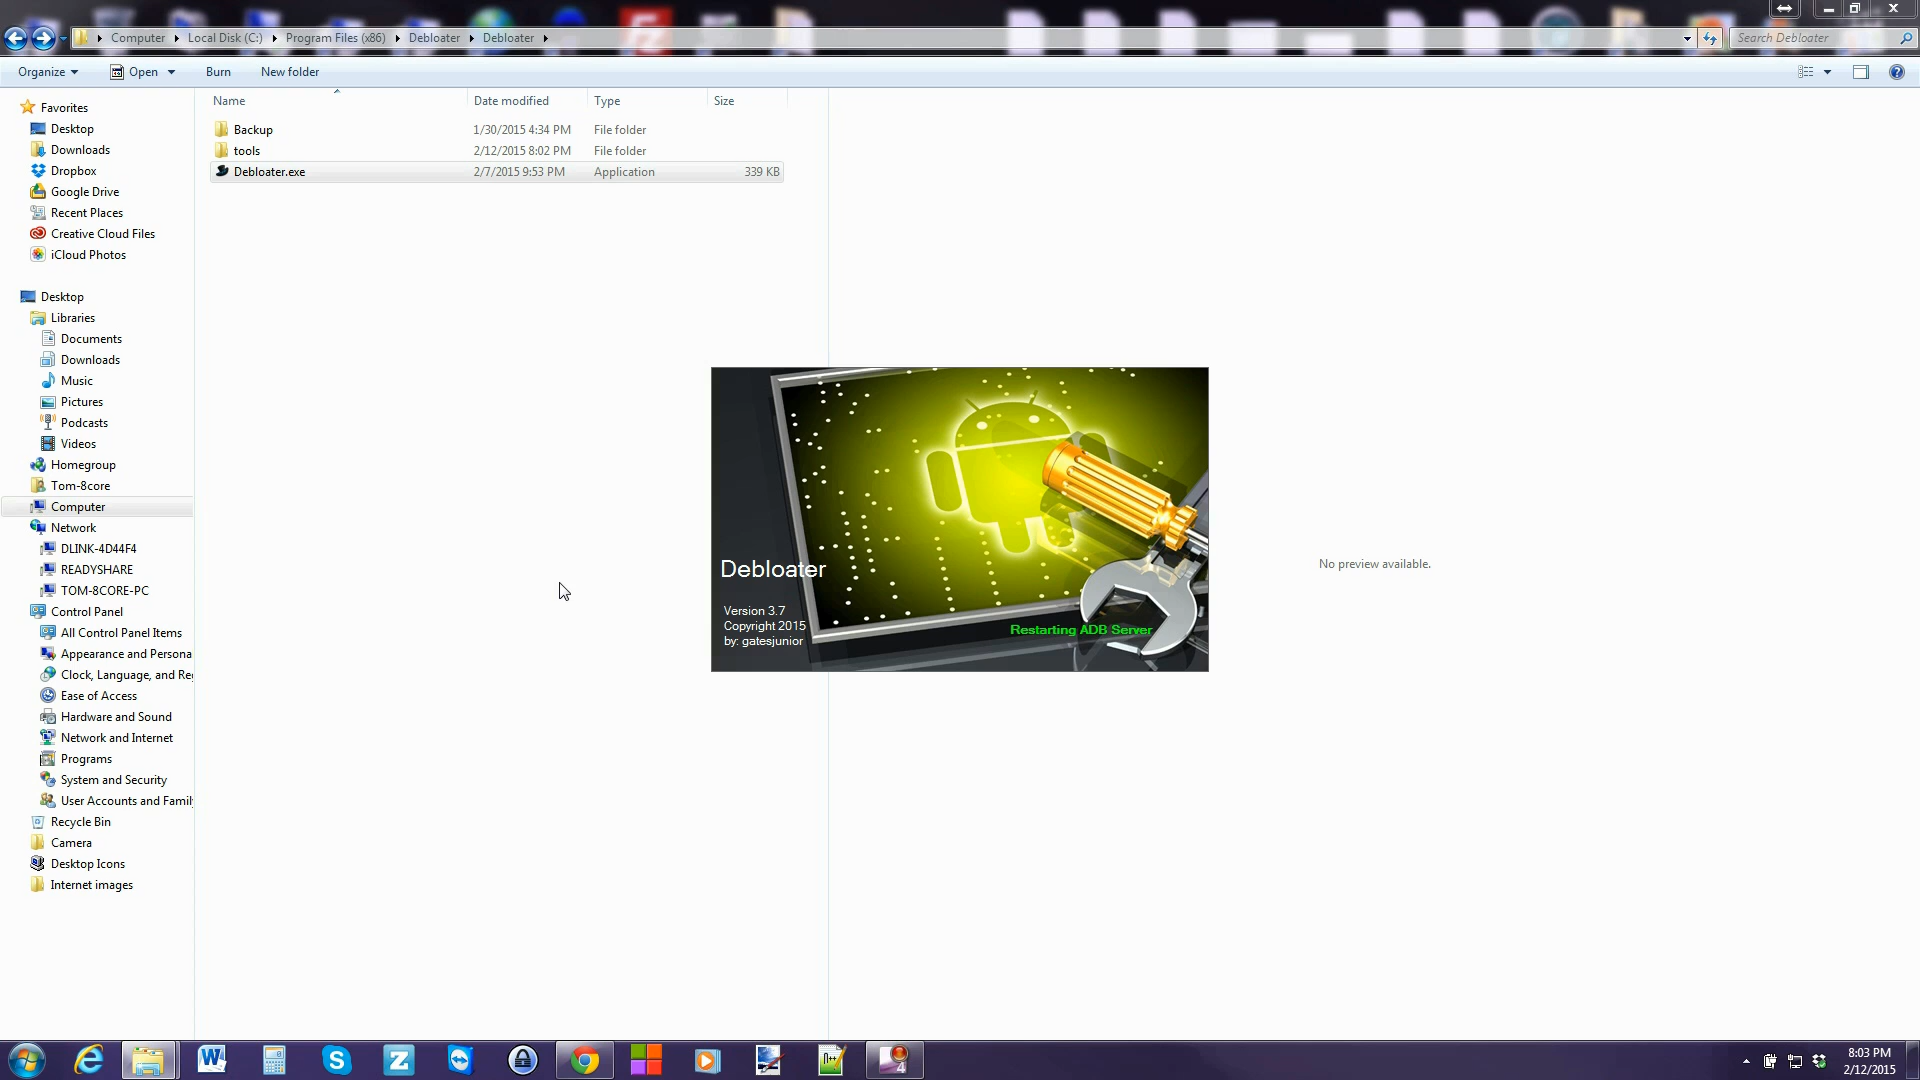 Computer Local Disk (C:) Program Files (x86) Debloater Debloater
Search Debloater
Organize Open Burn New folder
Name Date modified Type Size
Backup 1/30/2015 4:34 PM File folder
tools 2/12/2015 8:02 PM File folder
Debloater.exe 2/7/2015 9:53 PM Application 339 KB
Favorites
Desktop
Downloads
Dropbox
Google Drive
Recent Places
Creative Cloud Files
iCloud Photos
Desktop
Libraries
Documents
Downloads
Music
Pictures
Podcasts
Videos
Homegroup
Tom-8core
Computer
Network
DLINK-4D44F4
READYSHARE
TOM-8CORE-PC
Control Panel
All Control Panel Items
Appearance and Persona
Clock, Language, and Re
Ease of Access
Hardware and Sound
Network and Internet
Programs
System and Security
User Accounts and Famil
Recycle Bin
Camera
Desktop Icons
Internet images
Debloater
Version 3.7
Copyright 2015
by: gatesjunior
Restarting ADB Server
No preview available.
4
8:03 PM
2/12/2015